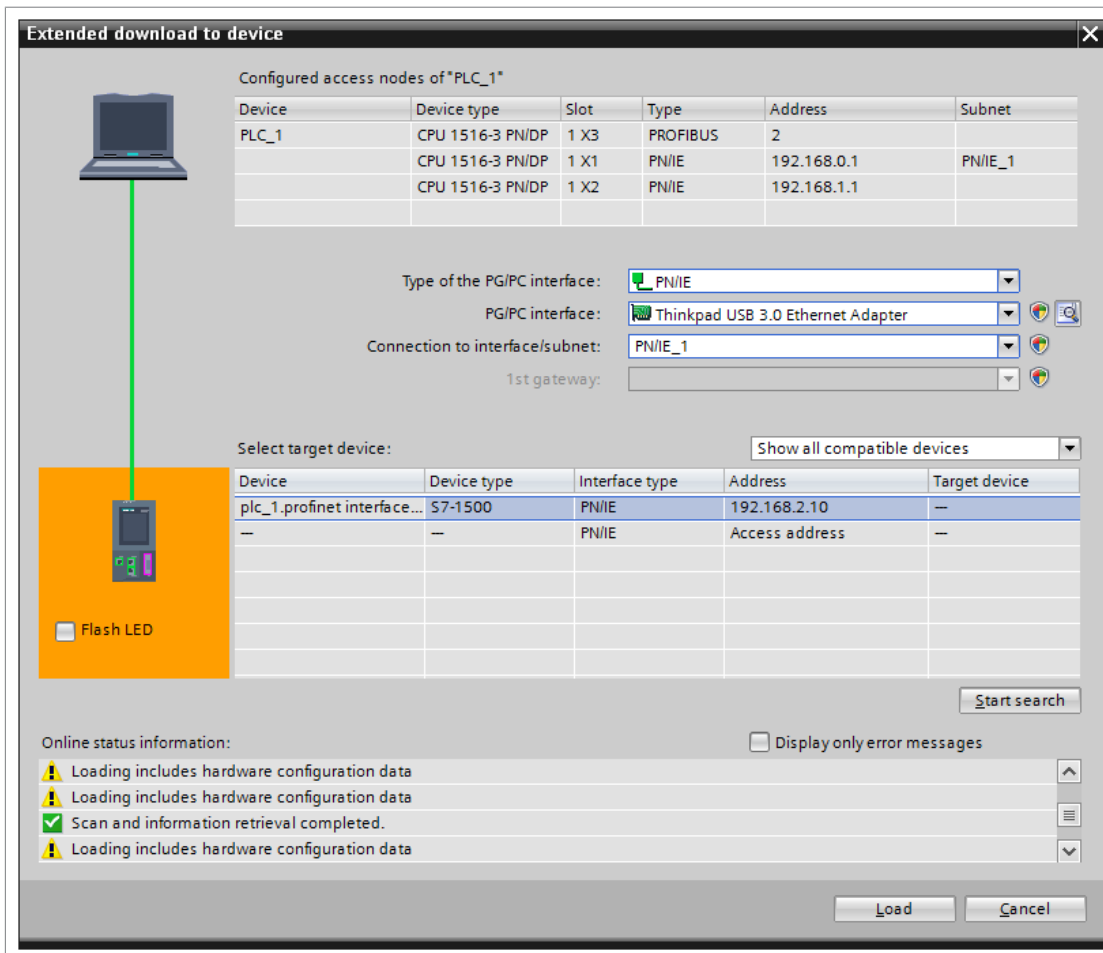 Extended download to device
Configured access nodes of "PLC_1"
Device Device type Slot Type Address Subnet
PLC_1 CPU 1516-3 PN/DP 1 X3 PROFIBUS 2
CPU 1516-3 PN/DP 1 X1 PN/IE 192.168.0.1 PN/IE_1
CPU 1516-3 PN/DP 1 X2 PN/IE 192.168.1.1
Type of the PG/PC interface: PN/IE
PG/PC interface: Thinkpad USB 3.0 Ethernet Adapter
Connection to interface/subnet: PN/IE_1
1st gateway:
Select target device: Show all compatible devices
Device Device type Interface type Address Target device
plc_1.profinet interface... S7-1500 PN/IE 192.168.2.10 —
— — PN/IE Access address —
Flash LED
Start search
Online status information: Display only error messages
Loading includes hardware configuration data
Loading includes hardware configuration data
Scan and information retrieval completed.
Loading includes hardware configuration data
Load Cancel